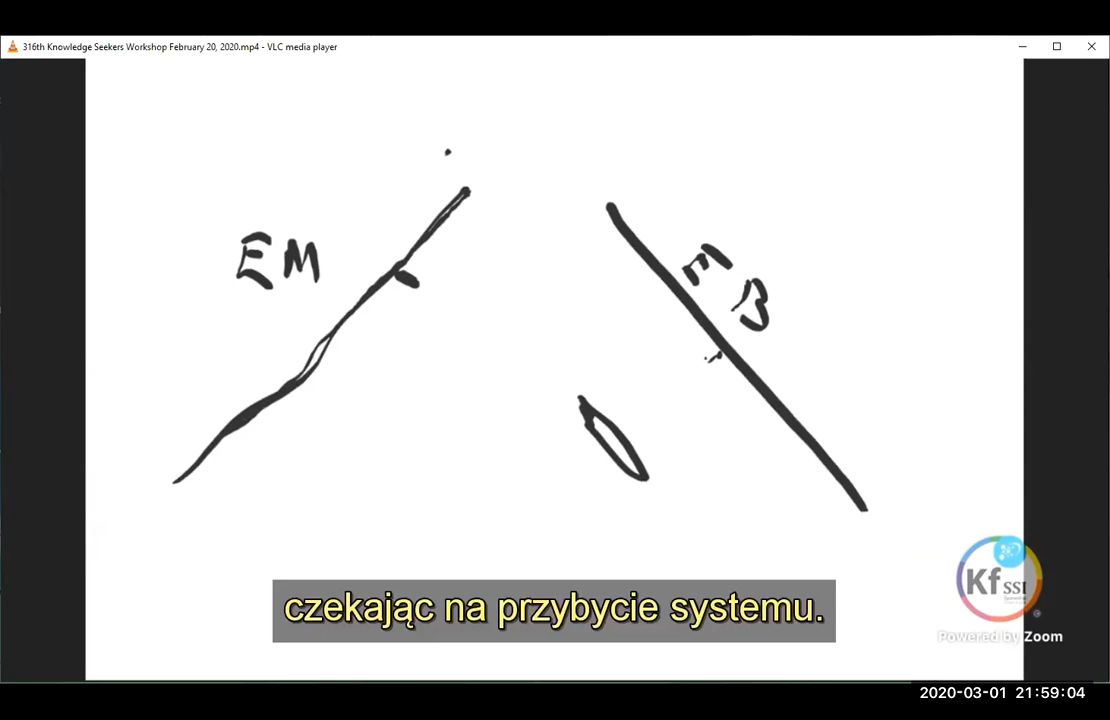 316th Knowledge Seekers Workshop February 20, 2020.mp4 - VLC media player
EM
czekając na przybycie systemu.
Kf SSI
Powered by Zoom
2020-03-01 21:59:04